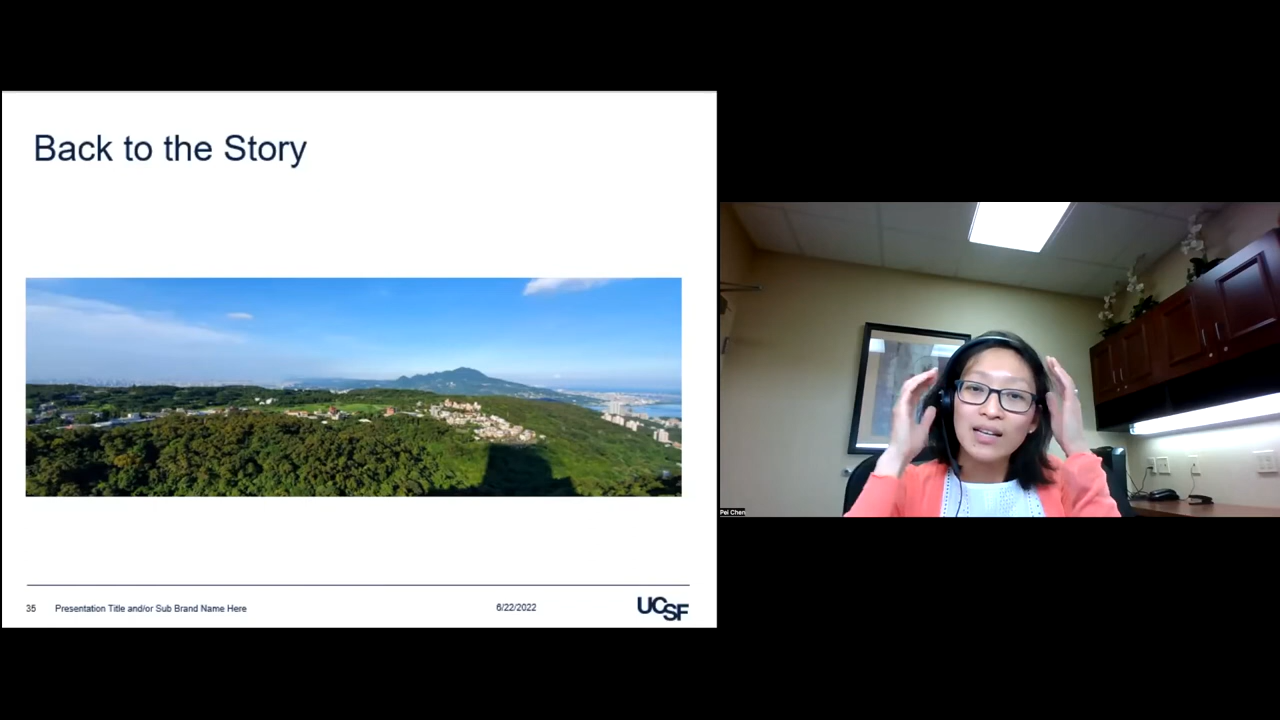 Back to the Story
35 Presentation Title and/or Sub Brand Name Here 6/22/2022 UCSF
Pei Chen